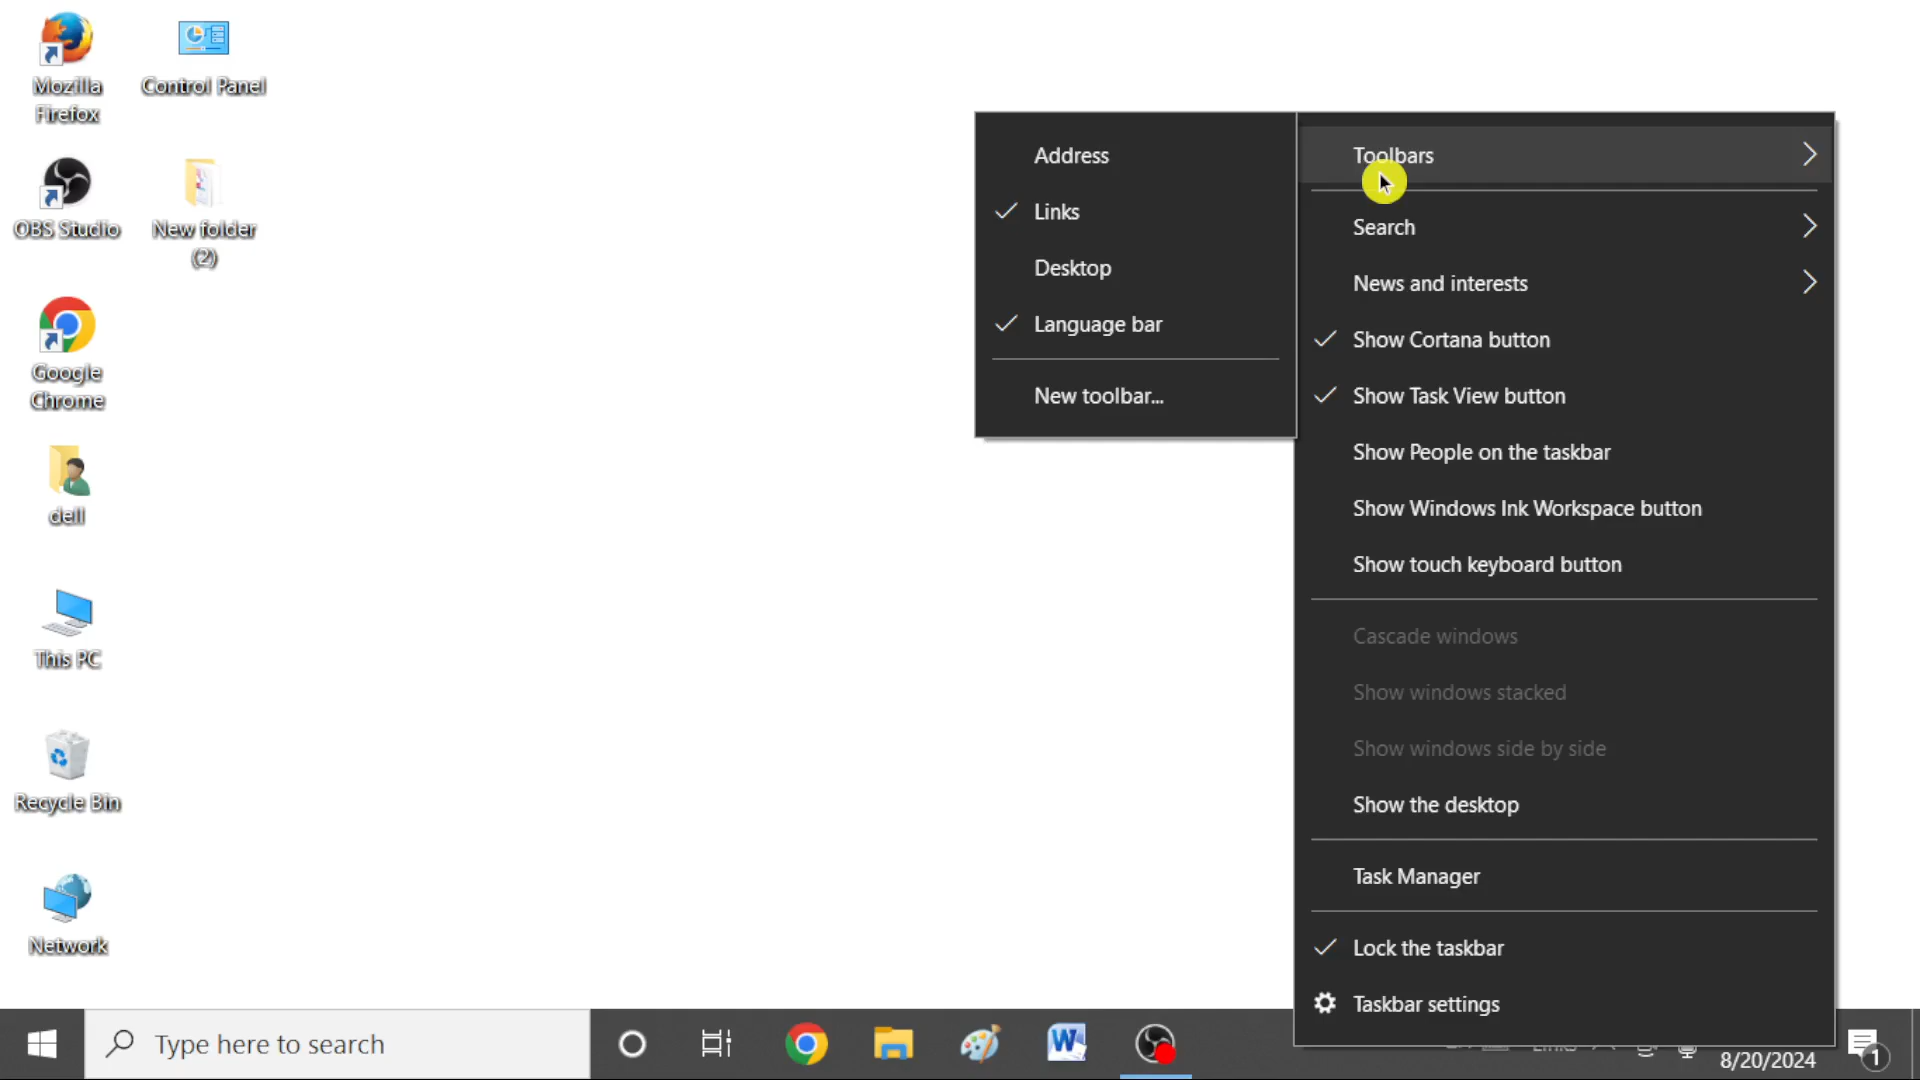 Mozilla
Firefox
Control Panel
OBS Studio
New folder
(2)
Google
Chrome
dell
This PC
Recycle Bin
Network
Address
Links
Desktop
Language bar
New toolbar...
Toolbars
Search
News and interests
Show Cortana button
Show Task View button
Show People on the taskbar
Show Windows Ink Workspace button
Show touch keyboard button
Cascade windows
Show windows stacked
Show windows side by side
Show the desktop
Task Manager
Lock the taskbar
Taskbar settings
Type here to search
W
8/20/2024
1